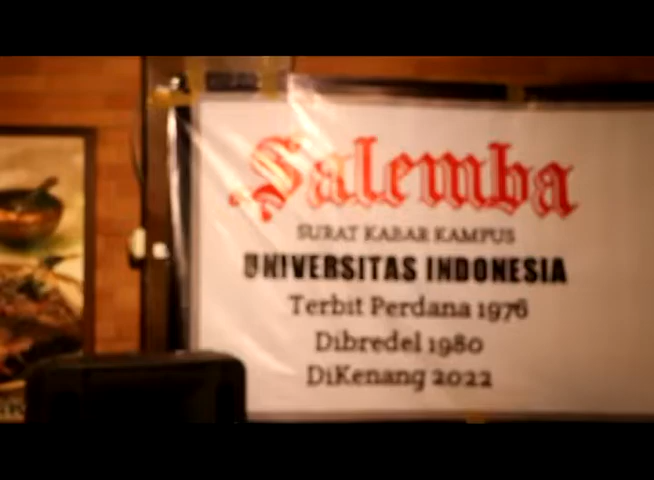 Salemba
SURAT KABAR KAMPUS
UNIVERSITAS INDONESIA
Terbit Perdana 1976
Dibredel 1980
DiKenang 2022